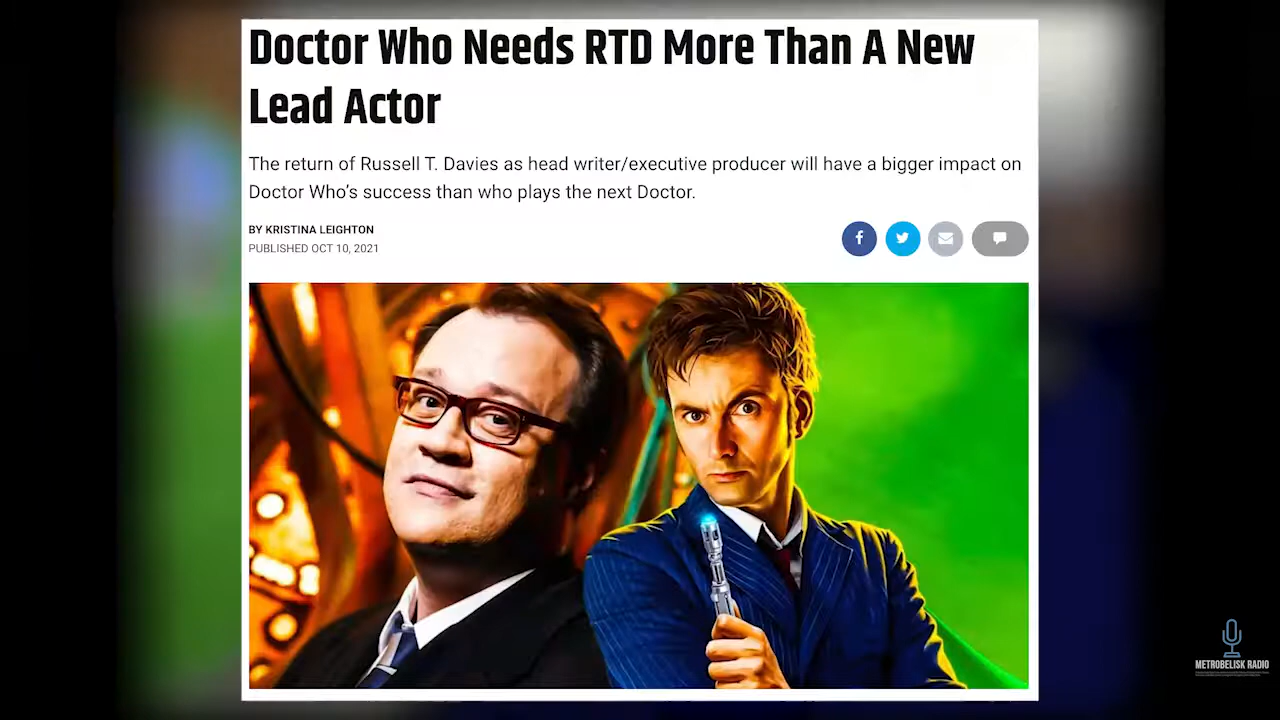 Doctor Who Needs RTD More Than A New
Lead Actor
The return of Russell T. Davies as head writer/executive producer will have a bigger impact on
Doctor Who’s success than who plays the next Doctor.
BY KRISTINA LEIGHTON
PUBLISHED OCT 10, 2021
METROBELISK RADIO